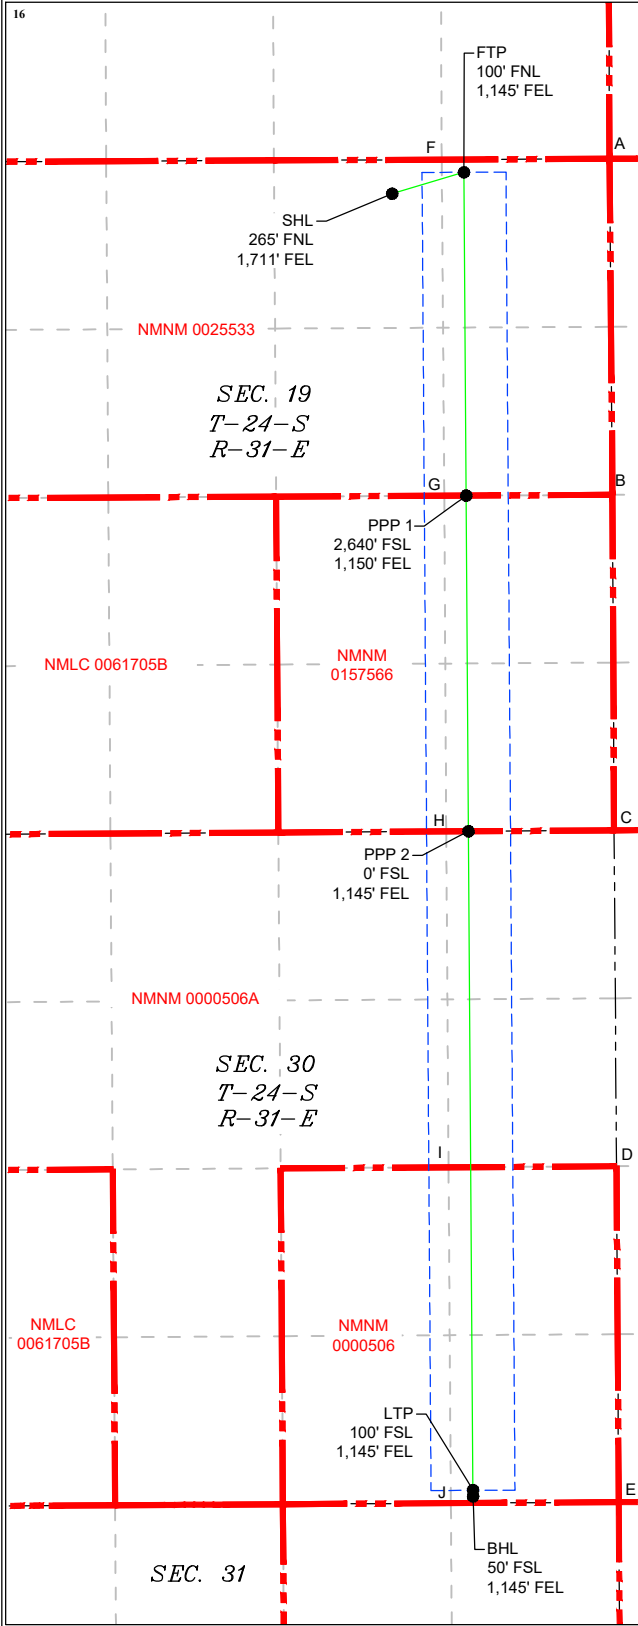 16
FTP
100' FNL
1,145' FEL
F
A
SHL
265' FNL
1,711' FEL
NMNM 0025533
SEC. 19
T-24-S
R-31-E
G
B
PPP 1
2,640' FSL
1,150' FEL
NMLC 0061705B
NMNM
0157566
H
C
PPP 2
0' FSL
1,145' FEL
NMNM 0000506A
SEC. 30
T-24-S
R-31-E
I
D
NMLC
0061705B
NMNM
0000506
LTP
100' FSL
1,145' FEL
J
E
BHL
50' FSL
1,145' FEL
SEC. 31